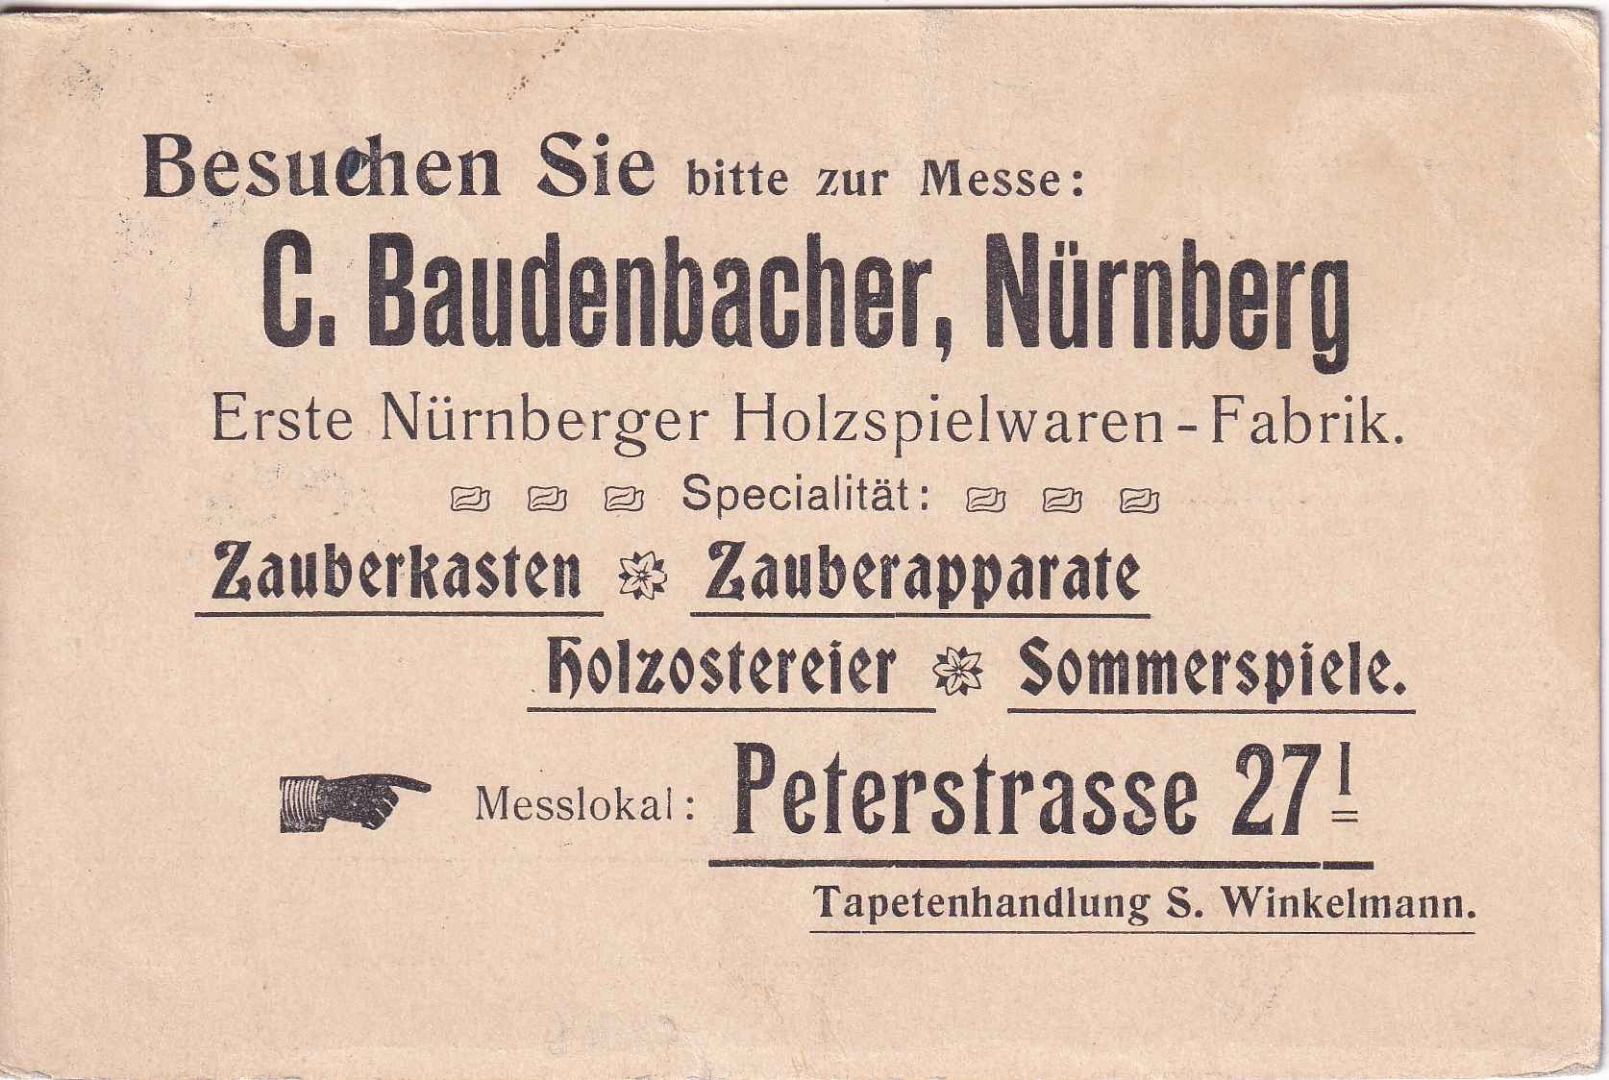 Besuchen Sie bitte zur Messe:
C. Baudenbacher, Nürnberg
Erste Nürnberger Holzspielwaren-Fabrik.
Specialität:
Zauberkasten Zauberapparate
Holzostereier Sommerspiele.
Messlokal: Peterstrasse 27 I
Tapetenhandlung S. Winkelmann.